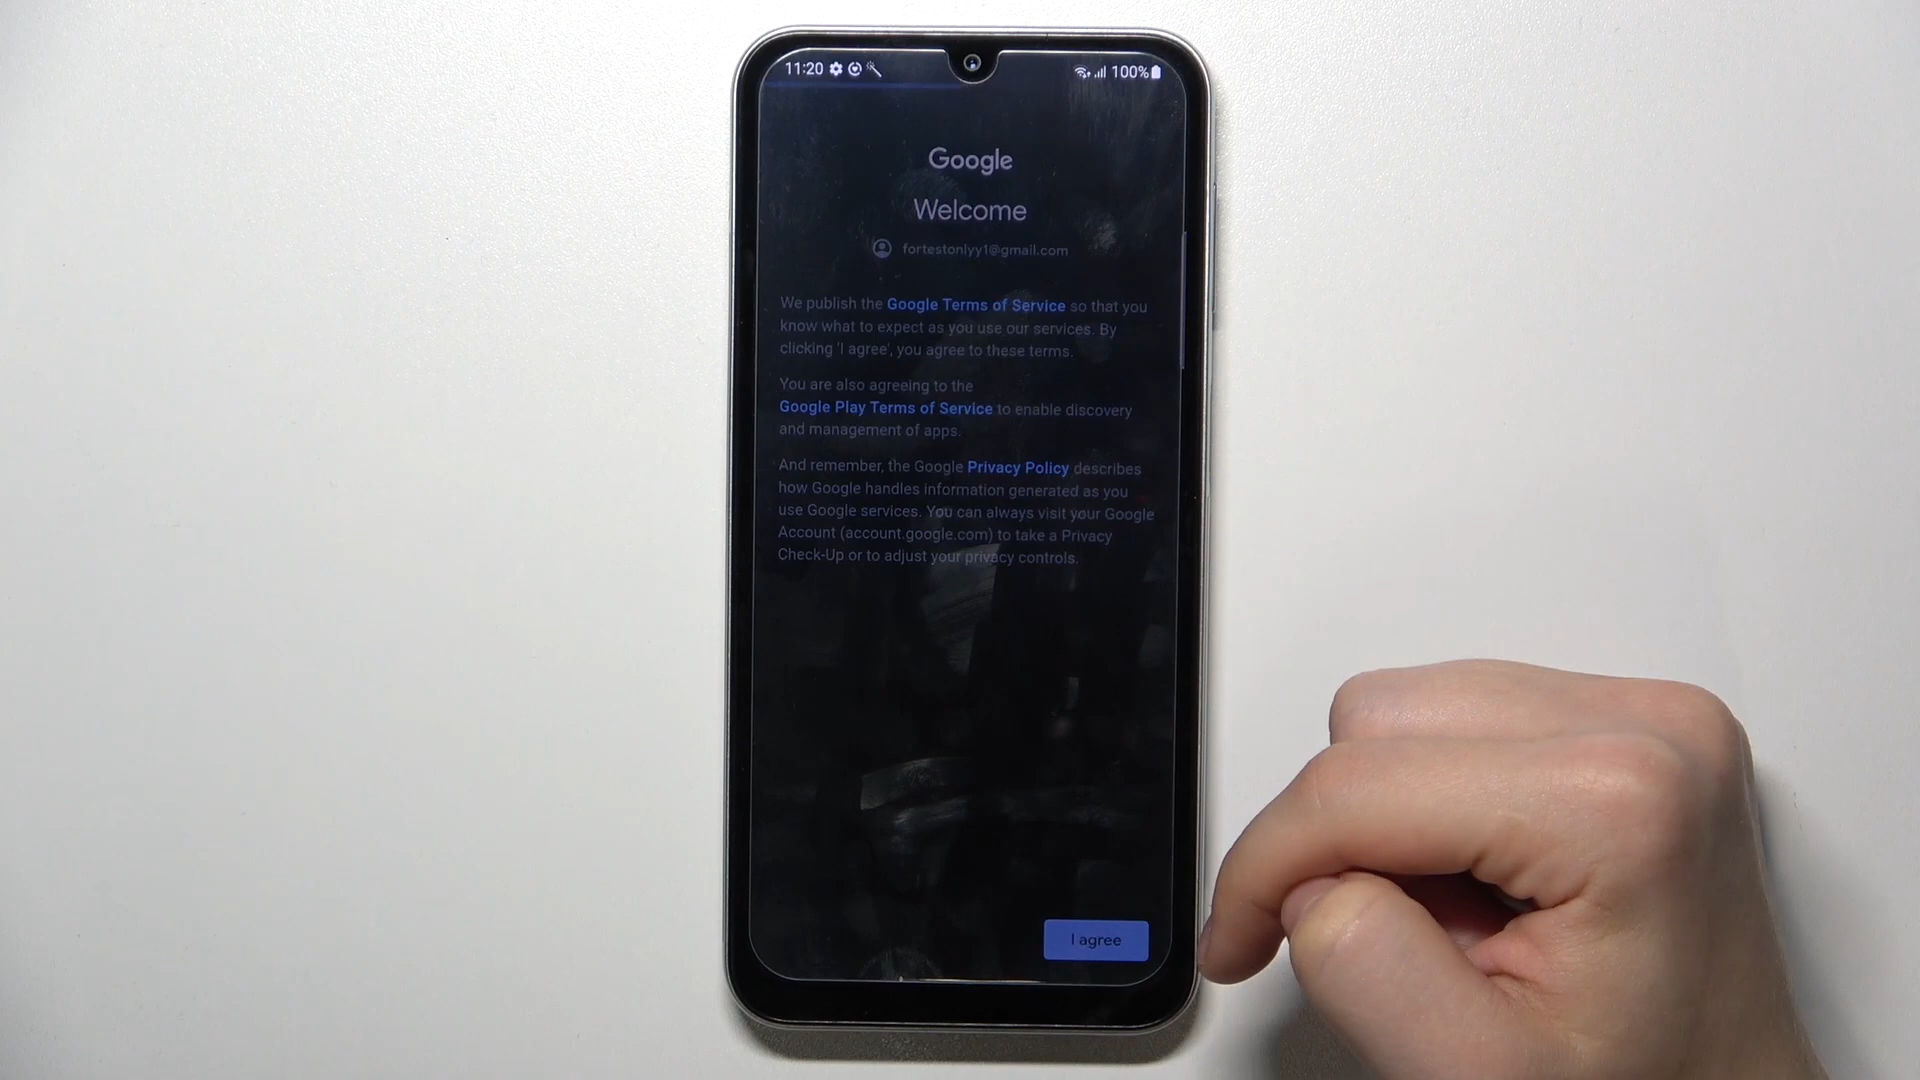 11:20 100%
Google
Welcome
fortestonlyy1@gmail.com
We publish the Google Terms of Service so that you
know what to expect as you use our services. By
clicking 'I agree', you agree to these terms.
You are also agreeing to the
Google Play Terms of Service to enable discovery
and management of apps.
And remember, the Google Privacy Policy describes
how Google handles information generated as you
use Google services. You can always visit your Google
Account (account.google.com) to take a Privacy
Check-Up or to adjust your privacy controls.
I agree